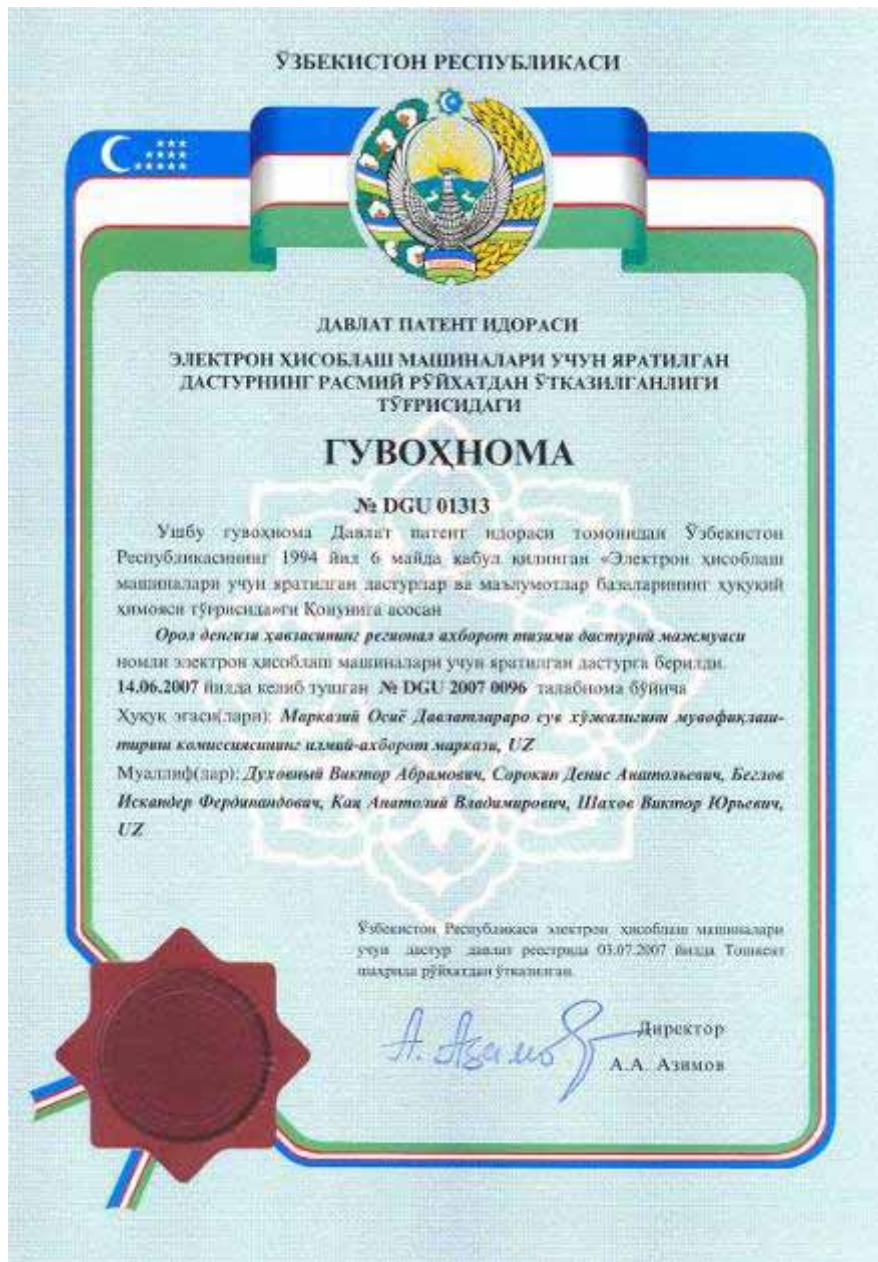 ЎЗБЕКИСТОН РЕСПУБЛИКАСИ
ДАВЛАТ ПАТЕНТ ИДОРАСИ
ЭЛЕКТРОН ҲИСОБЛАШ МАШИНАЛАРИ УЧУН ЯРАТИЛГАН
ДАСТУРНИНГ РАСМИЙ РЎЙХАТДАН ЎТКАЗИЛГАНЛИГИ
ТЎҒРИСИДАГИ
ГУВОҲНОМА
№ DGU 01313
Ушбу гувоҳнома Давлат патент идораси томонидан Ўзбекистон
Республикасининг 1994 йил 6 майда қабул қилинган «Электрон ҳисоблаш
машиналари учун яратилган дастурлар ва маълумотлар базаларининг ҳуқуқий
ҳимояси тўғрисида»ги Қонунига асосан
Орол денгизи ҳавзасининг регионал ахборот тизими дастурий мажмуаси
номли электрон ҳисоблаш машиналари учун яратилган дастурга берилди.
14.06.2007 йилда келиб тушган № DGU 2007 0096 талабнома бўйича
Ҳуқуқ эгаси(лари): Марказий Осиё Давлатлараро сув хўжалигини мувофиқлаш-
тириш комиссиясининг илмий-ахборот маркази, UZ
Муаллиф(лар): Духовный Виктор Абрамович, Сорокин Денис Анатольевич, Беглов
Искандер Фердинандович, Кац Анатолий Владимирович, Шахов Виктор Юрьевич,
UZ
Ўзбекистон Республикаси электрон ҳисоблаш машиналари
учун дастур давлат реестрида 03.07.2007 йилда Тошкент
шаҳрида рўйхатдан ўтказилган.
А. Азимов
Директор
А.А. Азимов